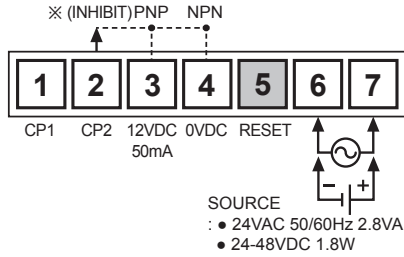 ※ (INHIBIT) PNP NPN
1 2 3 4 5 6 7
CP1 CP2 12VDC 0VDC RESET
50mA
− +
SOURCE
: ● 24VAC 50/60Hz 2.8VA
● 24-48VDC 1.8W